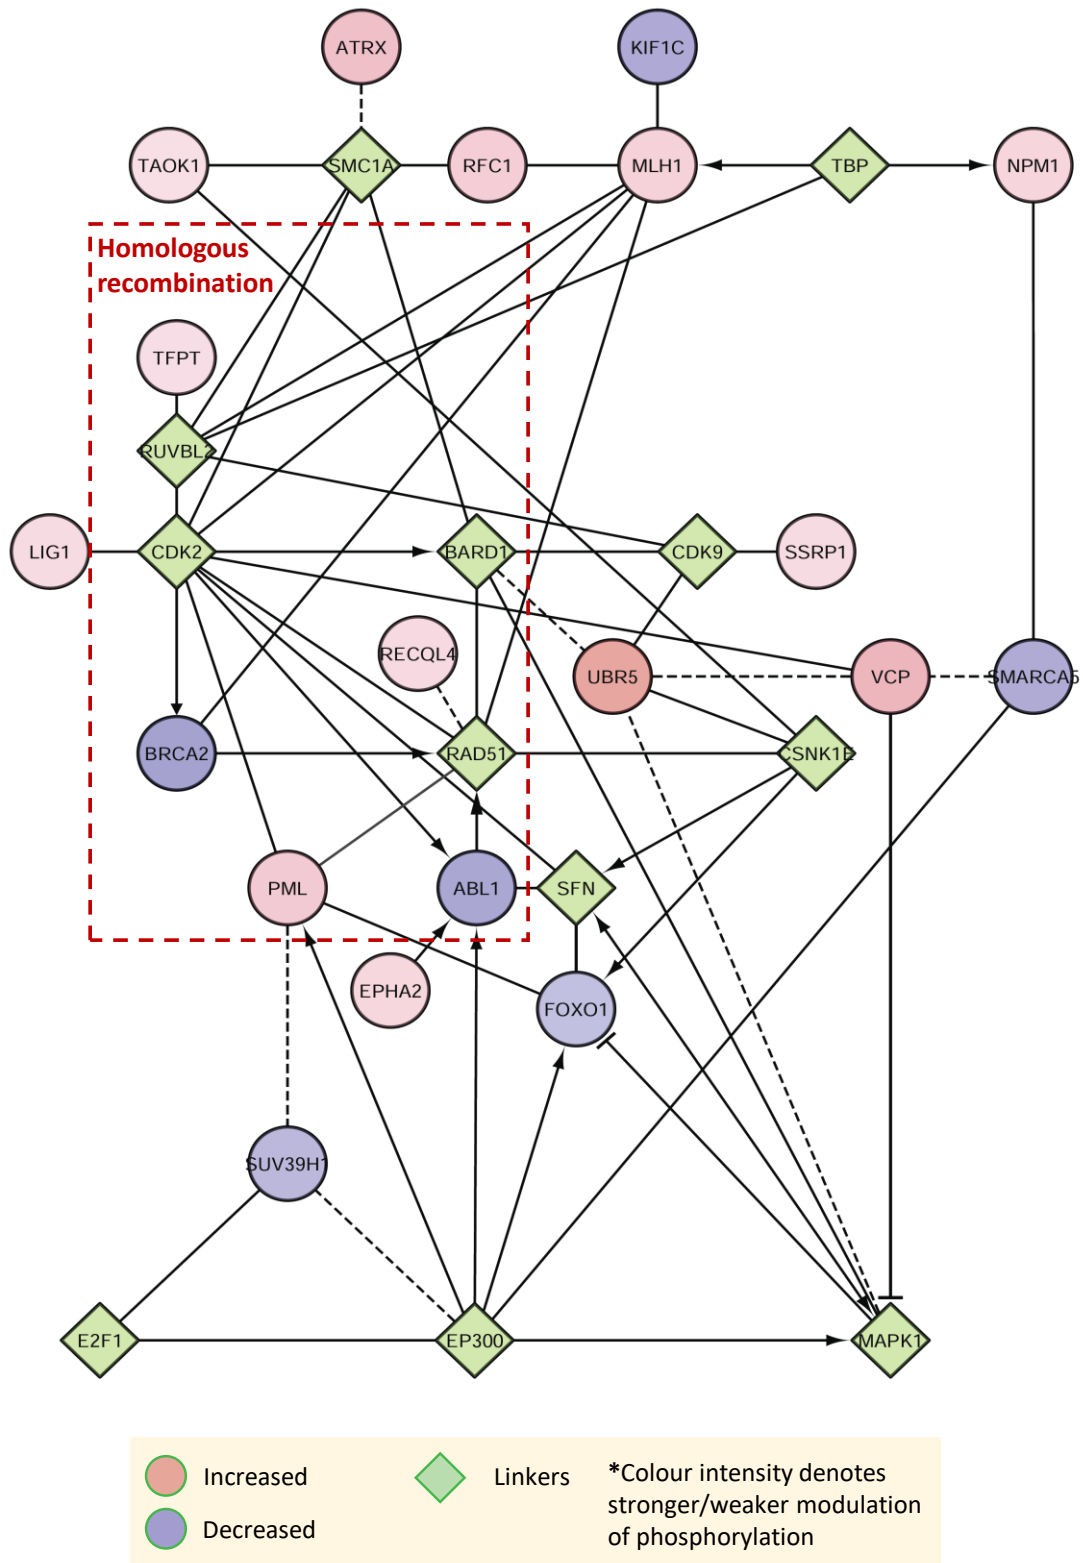 ATRX
KIF1C
TAOK1
SMC1A
RFC1
MLH1
TBP
NPM1
Homologous
recombination
TFPT
RUVBL2
LIG1
CDK2
BARD1
CDK9
SSRP1
RECQL4
UBR5
VCP
SMARCA5
BRCA2
RAD51
CSNK1E
PML
ABL1
SFN
EPHA2
FOXO1
SUV39H1
E2F1
EP300
MAPK1
Increased
Linkers
Decreased
*Colour intensity denotes
stronger/weaker modulation
of phosphorylation